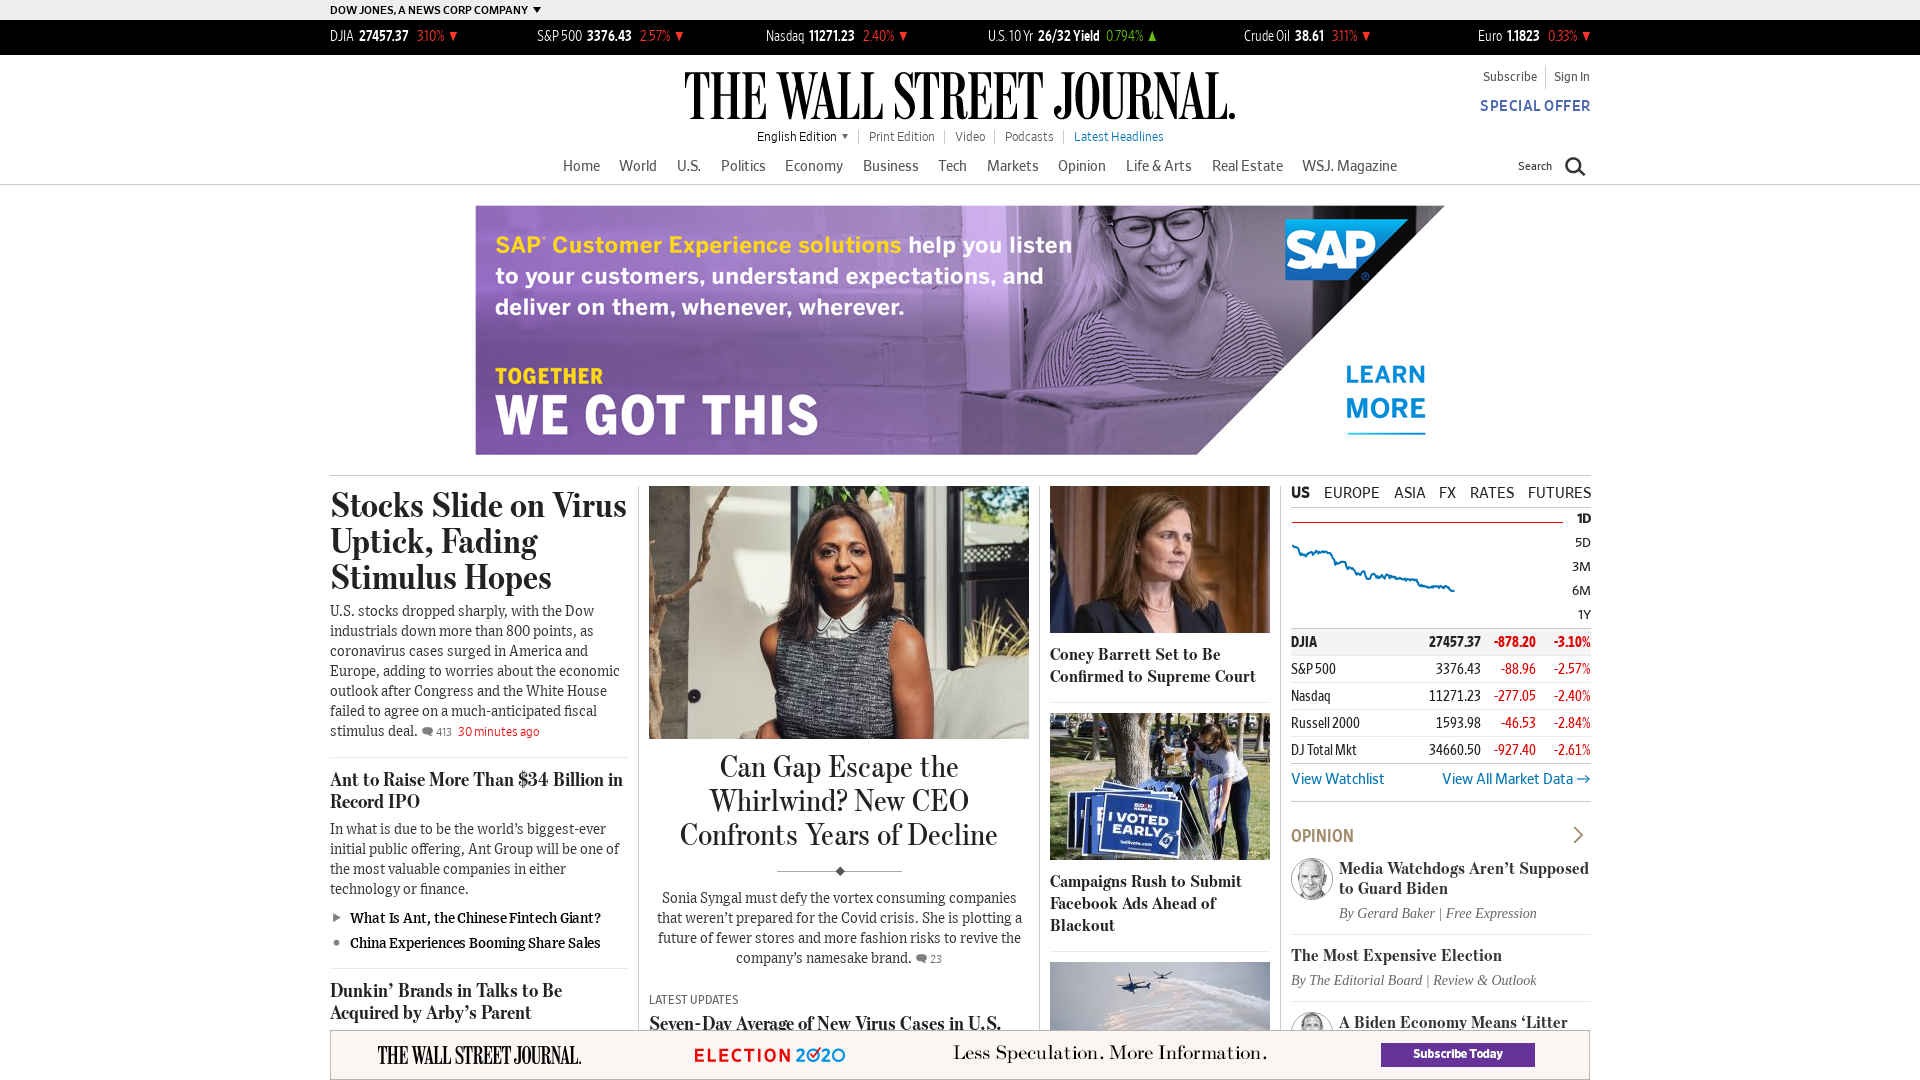 DOW JONES, A NEWS CORP COMPANY
DJIA 27457.37 3.10%
S&P 500 3376.43 2.57%
Nasdaq 11271.23 2.40%
U.S. 10 Yr 26/32 Yield 0.794%
Crude Oil 38.61 3.11%
Euro 1.1823 0.33%
THE WALL STREET JOURNAL.
Subscribe
Sign In
SPECIAL OFFER
English Edition
Print Edition
Video
Podcasts
Latest Headlines
Home World U.S. Politics Economy Business Tech Markets Opinion Life & Arts Real Estate WSJ. Magazine
Search
SAP® Customer Experience solutions help you listen
to your customers, understand expectations, and
deliver on them, whenever, wherever.
TOGETHER
WE GOT THIS
SAP®
LEARN
MORE
Stocks Slide on Virus
Uptick, Fading
Stimulus Hopes
U.S. stocks dropped sharply, with the Dow
industrials down more than 800 points, as
coronavirus cases surged in America and
Europe, adding to worries about the economic
outlook after Congress and the White House
failed to agree on a much-anticipated fiscal
stimulus deal. 413 30 minutes ago
Ant to Raise More Than $34 Billion in
Record IPO
In what is due to be the world’s biggest-ever
initial public offering, Ant Group will be one of
the most valuable companies in either
technology or finance.
What Is Ant, the Chinese Fintech Giant?
China Experiences Booming Share Sales
Dunkin’ Brands in Talks to Be
Acquired by Arby’s Parent
Can Gap Escape the
Whirlwind? New CEO
Confronts Years of Decline
Sonia Syngal must defy the vortex consuming companies
that weren’t prepared for the Covid crisis. She is plotting a
future of fewer stores and more fashion risks to revive the
company’s namesake brand. 23
LATEST UPDATES
Seven-Day Average of New Virus Cases in U.S.
Coney Barrett Set to Be
Confirmed to Supreme Court
BIDEN
HARRIS
I VOTED
EARLY
iwillvote.com
Campaigns Rush to Submit
Facebook Ads Ahead of
Blackout
US EUROPE ASIA FX RATES FUTURES
1D
5D
3M
6M
1Y
DJIA 27457.37 -878.20 -3.10%
S&P 500 3376.43 -88.96 -2.57%
Nasdaq 11271.23 -277.05 -2.40%
Russell 2000 1593.98 -46.53 -2.84%
DJ Total Mkt 34660.50 -927.40 -2.61%
View Watchlist
View All Market Data
OPINION
Media Watchdogs Aren’t Supposed
to Guard Biden
By Gerard Baker | Free Expression
The Most Expensive Election
By The Editorial Board | Review & Outlook
A Biden Economy Means ‘Litter
THE WALL STREET JOURNAL.
ELECTION 2020
Less Speculation. More Information.
Subscribe Today